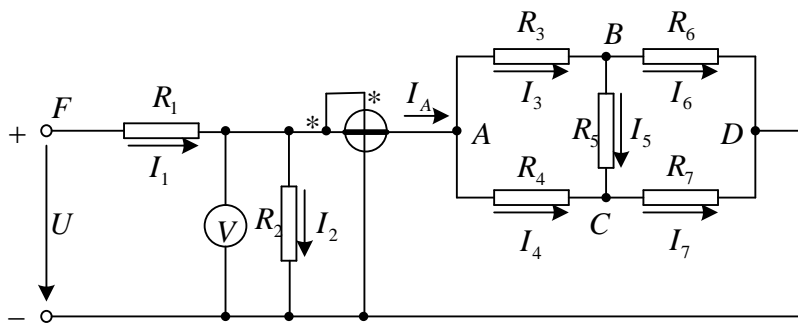 R3 B R6
I3 I6
F R1 * * IA
+ A R5 I5 D
I1 R4 R7
U V R2 I2 I4 C I7
−